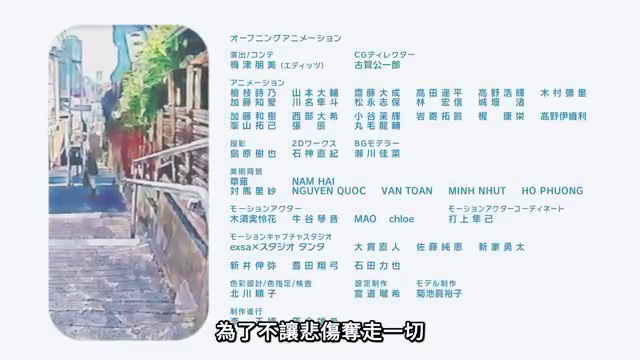 オープニングアニメーション
演出/コンテ CGディレクター
梅津朋美(エディッツ) 古賀公一郎
アニメーション
檜枝詩乃 山本大輔 齋藤大成 高田遥平 高野浩輝 木村彌里
加藤知愛 川名隼斗 松永志保 林宏信 城畑渚
加藤和樹 西部大希 小谷茉輝 岩嵜拓嗣 梶康栄 髙野伊織利
峯山拓己 張辰 丸毛龍輔
撮影 2Dワークス BGモデラー
島原樹也 石神直紀 瀬川佳菜
美術背景
草薙 NAM HAI
対馬里紗 NGUYEN QUOC VAN TOAN MINH NHUT HO PHUONG
モーションアクター モーションアクターコーディネート
木須実怜花 牛谷琴音 MAO chloe 打上隼己
モーションキャプチャスタジオ
exsa×スタジオ タンタ 大貫直人 佐藤純恵 新家勇太
新井伸弥 豊田翔弓 石田力也
色彩設計/色指定/検査 設定制作 モデル制作
北川順子 宮道瑠希 菊池眞裕子
制作進行
為了不讓悲傷奪走一切